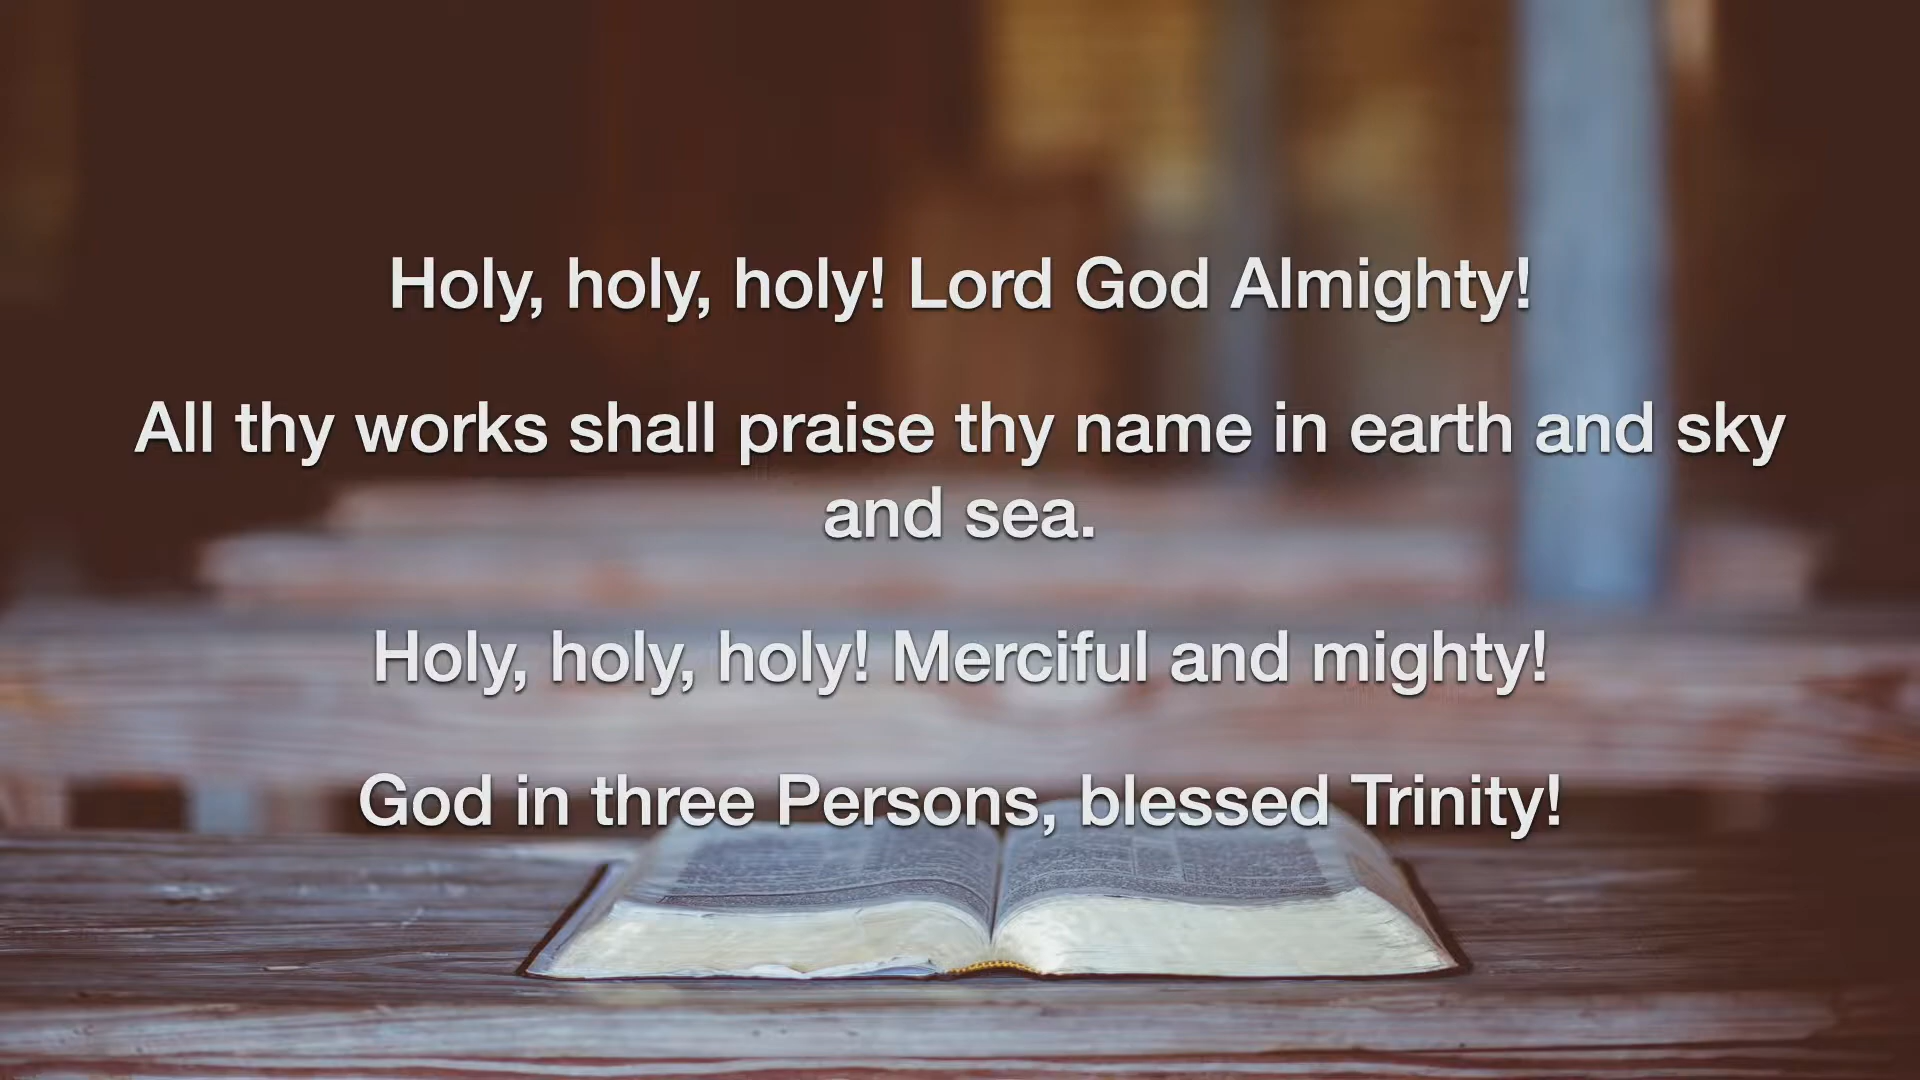 Holy, holy, holy! Lord God Almighty!
All thy works shall praise thy name in earth and sky
and sea.
Holy, holy, holy! Merciful and mighty!
God in three Persons, blessed Trinity!